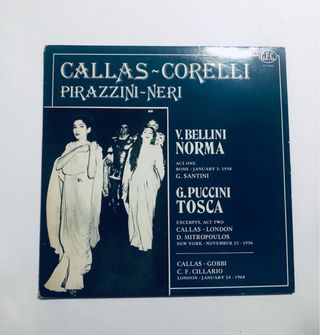 G.F.C.
CALLAS~CORELLI
PIRAZZINI-NERI
V. BELLINI
NORMA
ACT ONE
ROME - JANUARY 2 - 1958
G. SANTINI
G. PUCCINI
TOSCA
EXCERPTS, ACT TWO
CALLAS - LONDON
D. MITROPOULOS
NEW YORK - NOVEMBER 25 - 1956
CALLAS - GOBBI
C. F. CILLARIO
LONDON - JANUARY 24 - 1964